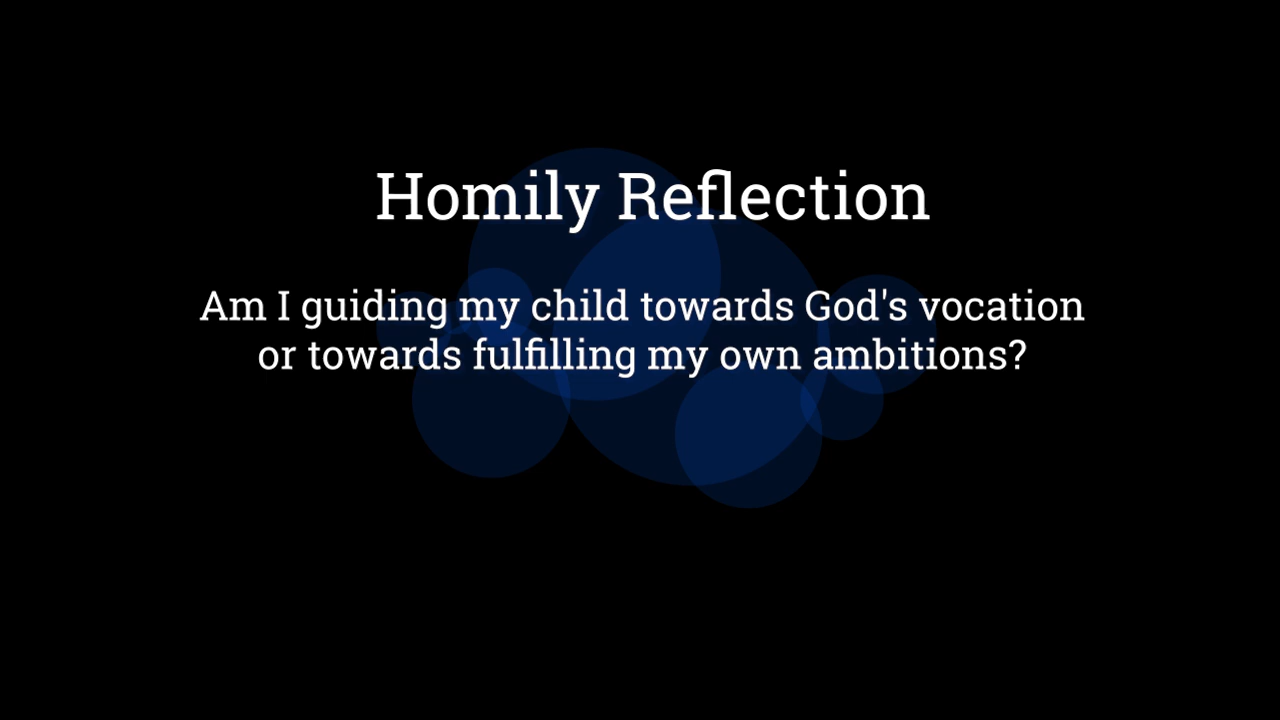 Homily Reflection
Am I guiding my child towards God's vocation
or towards fulfilling my own ambitions?